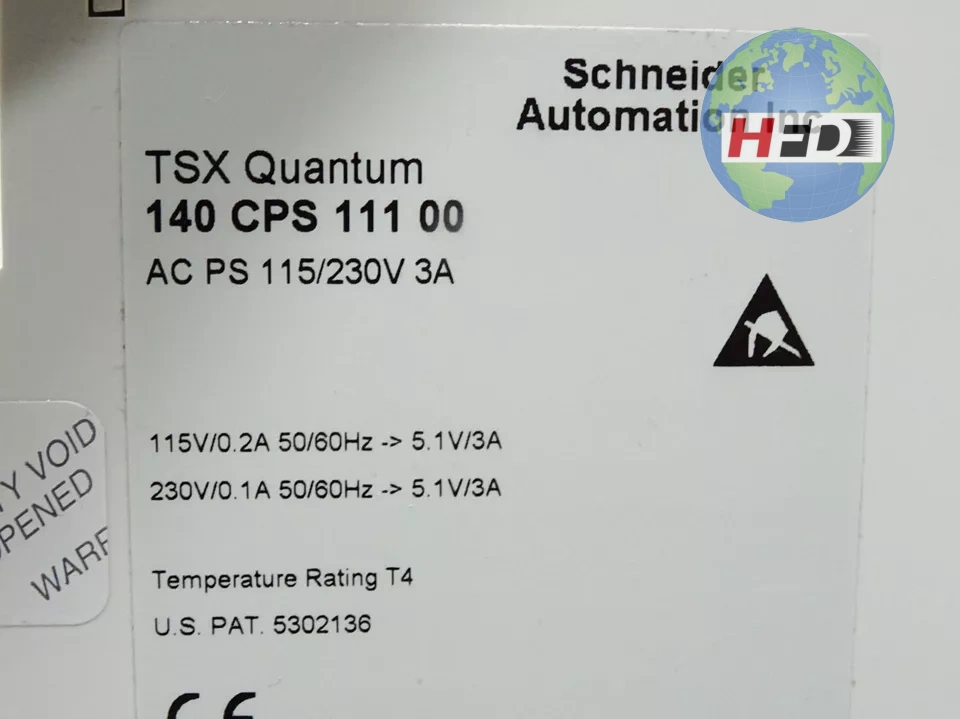 Schneider
Automation Inc
HFD
TSX Quantum
140 CPS 111 00
AC PS 115/230V 3A
115V/0.2A 50/60Hz -> 5.1V/3A
230V/0.1A 50/60Hz -> 5.1V/3A
Temperature Rating T4
U.S. PAT. 5302136
CE
VOID
WARR